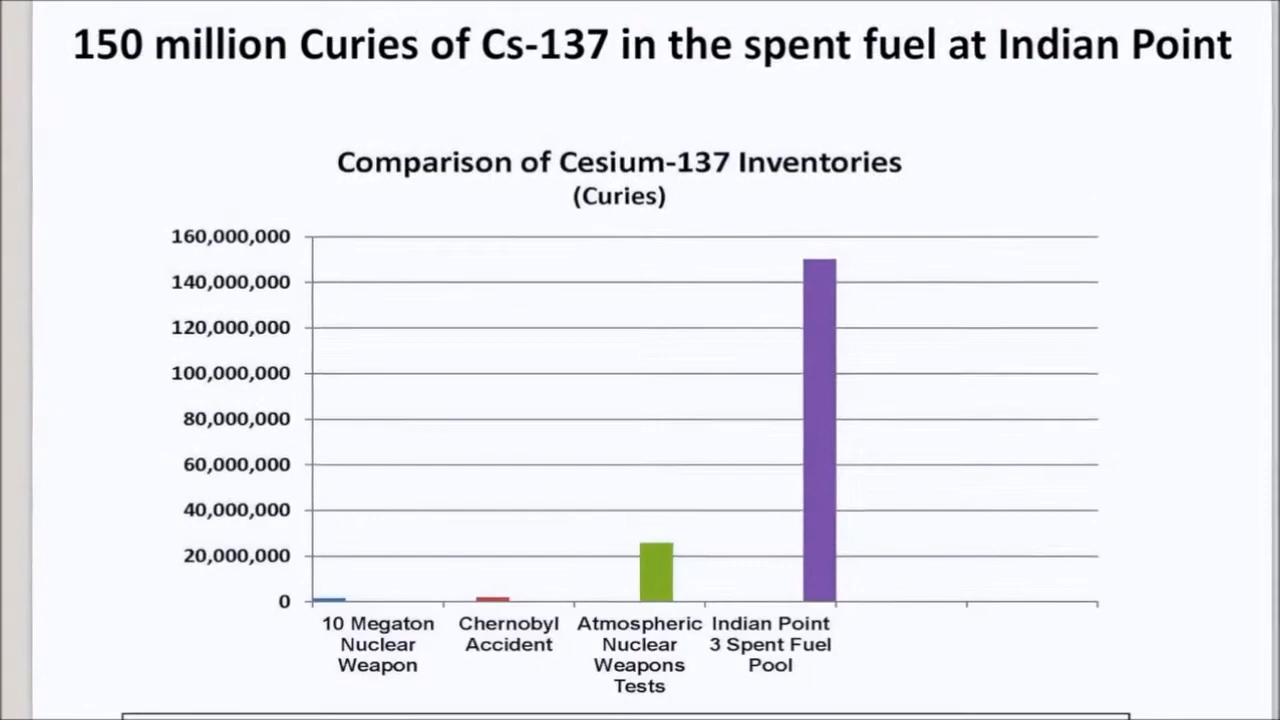 150 million Curies of Cs-137 in the spent fuel at Indian Point
Comparison of Cesium-137 Inventories
(Curies)
160,000,000
140,000,000
120,000,000
100,000,000
80,000,000
60,000,000
40,000,000
20,000,000
0
10 Megaton
Nuclear
Weapon
Chernobyl
Accident
Atmospheric
Nuclear
Weapons
Tests
Indian Point
3 Spent Fuel
Pool